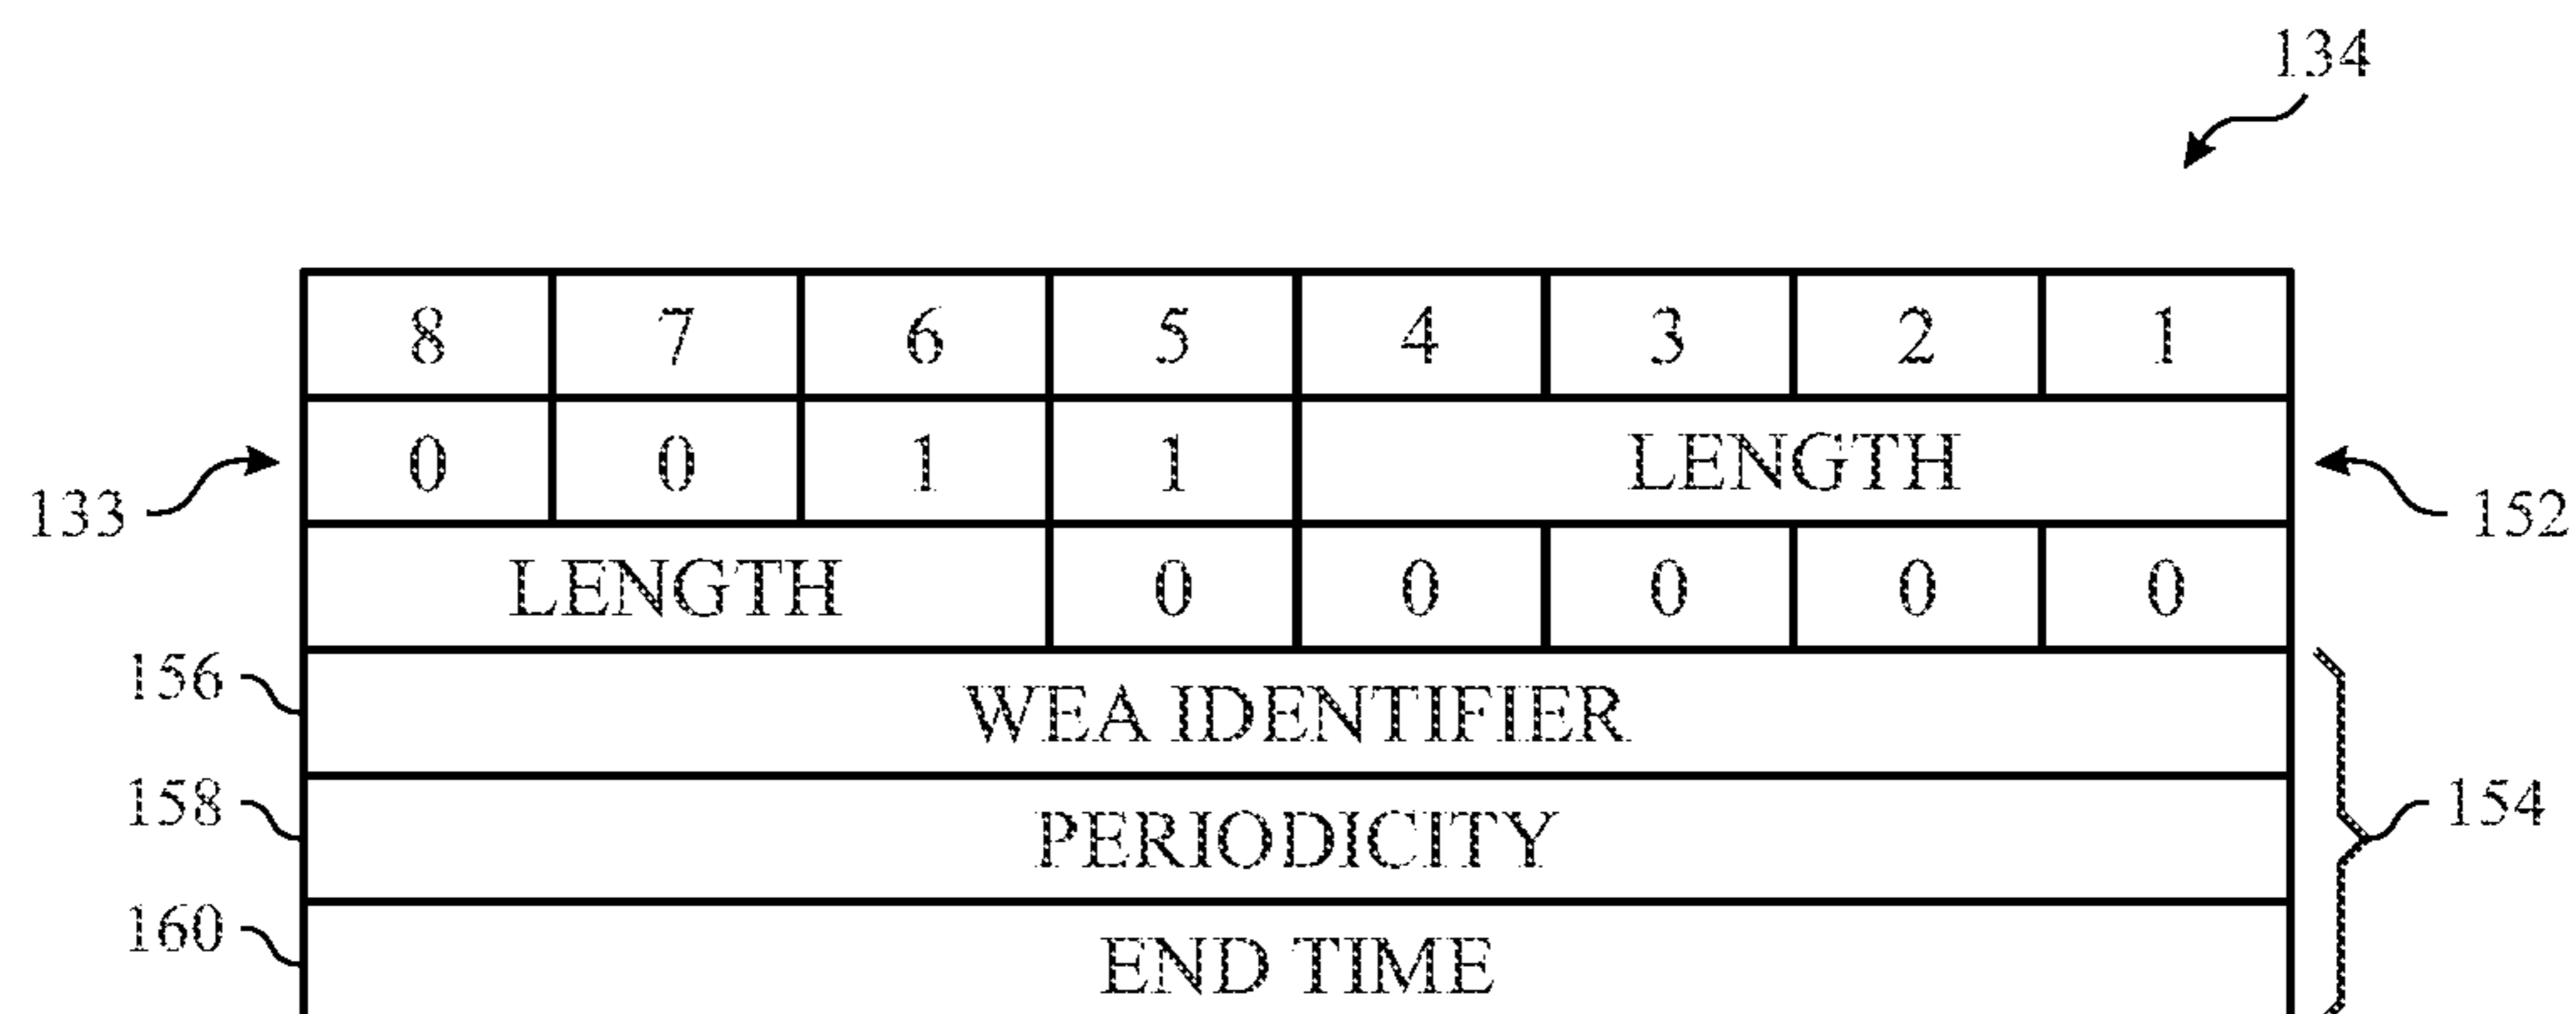 134
8 7 6 5 4 3 2 1
133 0 0 1 1 LENGTH 152
LENGTH 0 0 0 0 0
156 WEA IDENTIFIER
158 PERIODICITY 154
160 END TIME